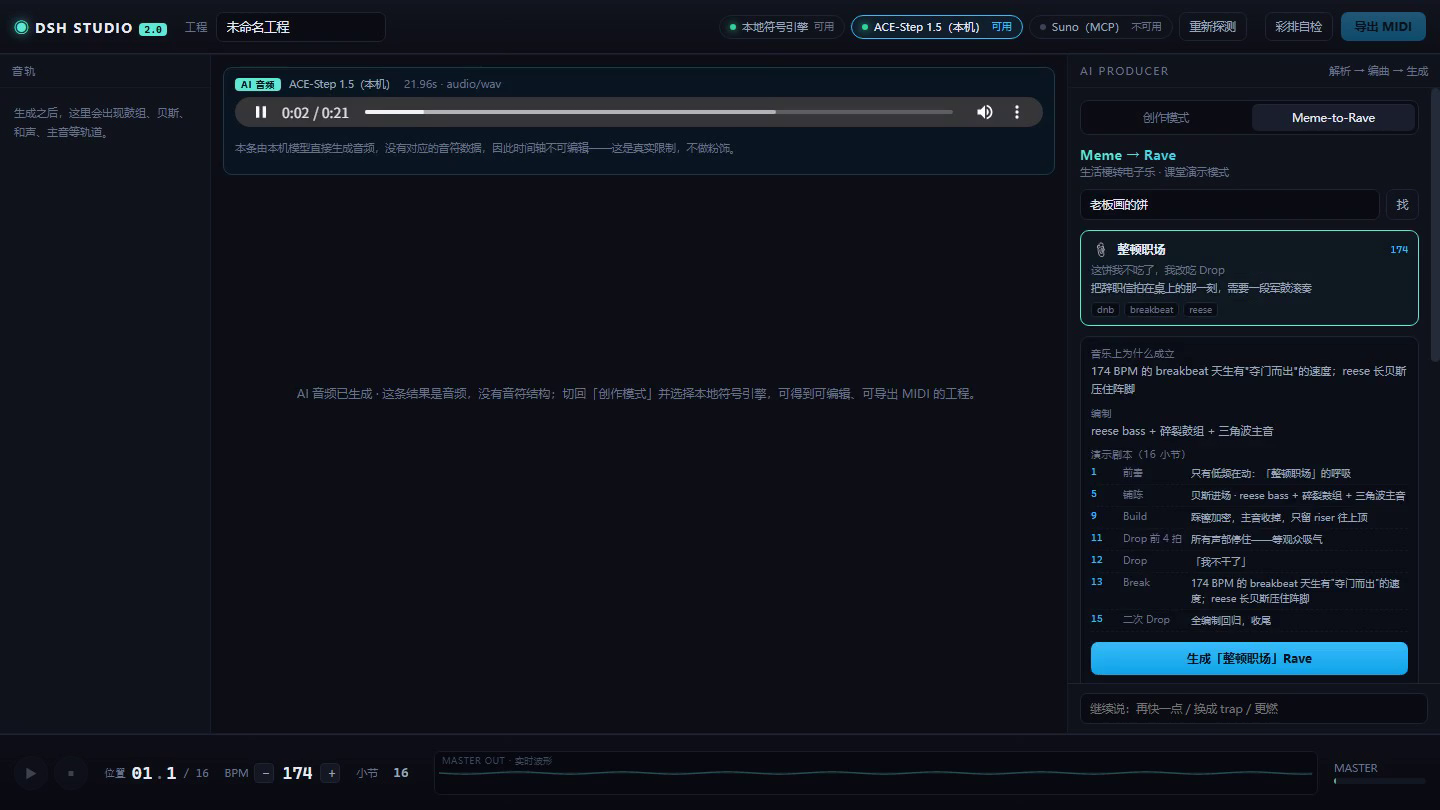 DSH STUDIO 2.0 工程 未命名工程 本地符号引擎 可用 ACE-Step 1.5（本机） 可用 Suno（MCP） 不可用 重新探测 彩排自检 导出 MIDI
音轨
生成之后，这里会出现鼓组、贝斯、
和声、主音等轨道。
AI 音频 ACE-Step 1.5（本机） 21.96s · audio/wav
0:02 / 0:21
本条由本机模型直接生成音频，没有对应的音符数据，因此时间轴不可编辑——这是真实限制，不做粉饰。
AI 音频已生成 · 这条结果是音频，没有音符结构；切回「创作模式」并选择本地符号引擎，可得到可编辑、可导出 MIDI 的工程。
AI PRODUCER 解析 → 编曲 → 生成
创作模式 Meme-to-Rave
Meme → Rave
生活梗转电子乐 · 课堂演示模式
老板画的饼 找
整顿职场 174
这饼我不吃了，我改吃 Drop
把辞职信拍在桌上的那一刻，需要一段军鼓滚奏
dnb breakbeat reese
音乐上为什么成立
174 BPM 的 breakbeat 天生有"夺门而出"的速度；reese 长贝斯
压住阵脚
编制
reese bass + 碎裂鼓组 + 三角波主音
演示剧本（16 小节）
1 前奏 只有低频在动：「整顿职场」的呼吸
5 铺陈 贝斯进场 · reese bass + 碎裂鼓组 + 三角波主音
9 Build 踩镲加密，主音收掉，只留 riser 往上顶
11 Drop 前 4 拍 所有声部停住——等观众吸气
12 Drop 「我不干了」
13 Break 174 BPM 的 breakbeat 天生有"夺门而出"的速
度；reese 长贝斯压住阵脚
15 二次 Drop 全编制回归，收尾
生成「整顿职场」Rave
继续说：再快一点 / 换成 trap / 更燃
位置 01.1 / 16 BPM − 174 + 小节 16
MASTER OUT · 实时波形
MASTER